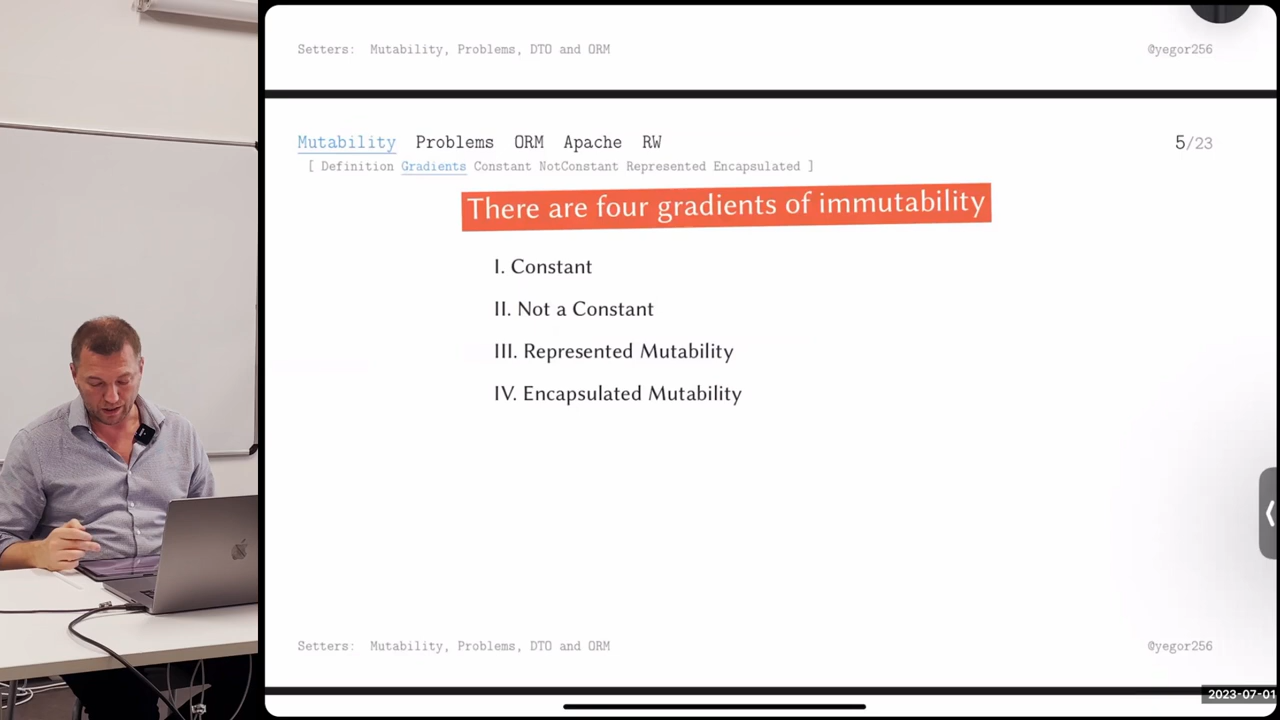 Setters: Mutability, Problems, DTO and ORM @yegor256
Mutability Problems ORM Apache RW 5/23
[ Definition Gradients Constant NotConstant Represented Encapsulated ]
There are four gradients of immutability
I. Constant
II. Not a Constant
III. Represented Mutability
IV. Encapsulated Mutability
Setters: Mutability, Problems, DTO and ORM @yegor256
2023-07-01